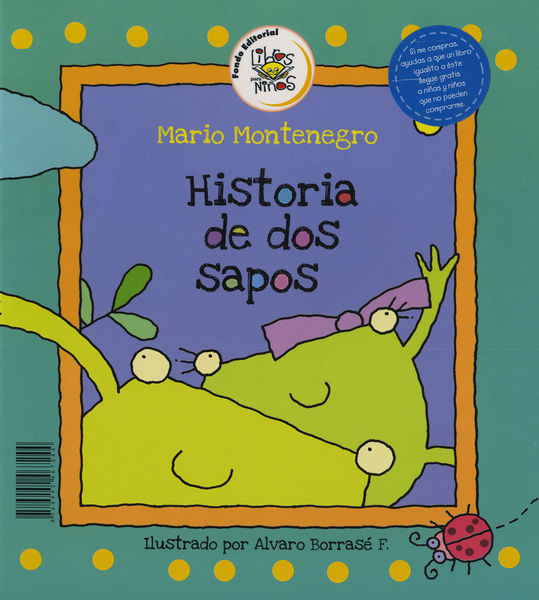 Fondo Editorial
Libros
para
Niños
Si me compras,
ayudas a que un libro
igualito a éste
llegue gratis
a niñas y niños
que no pueden
comprarme.
Mario Montenegro
Historia
de dos
sapos
Ilustrado por Alvaro Borrasé F.